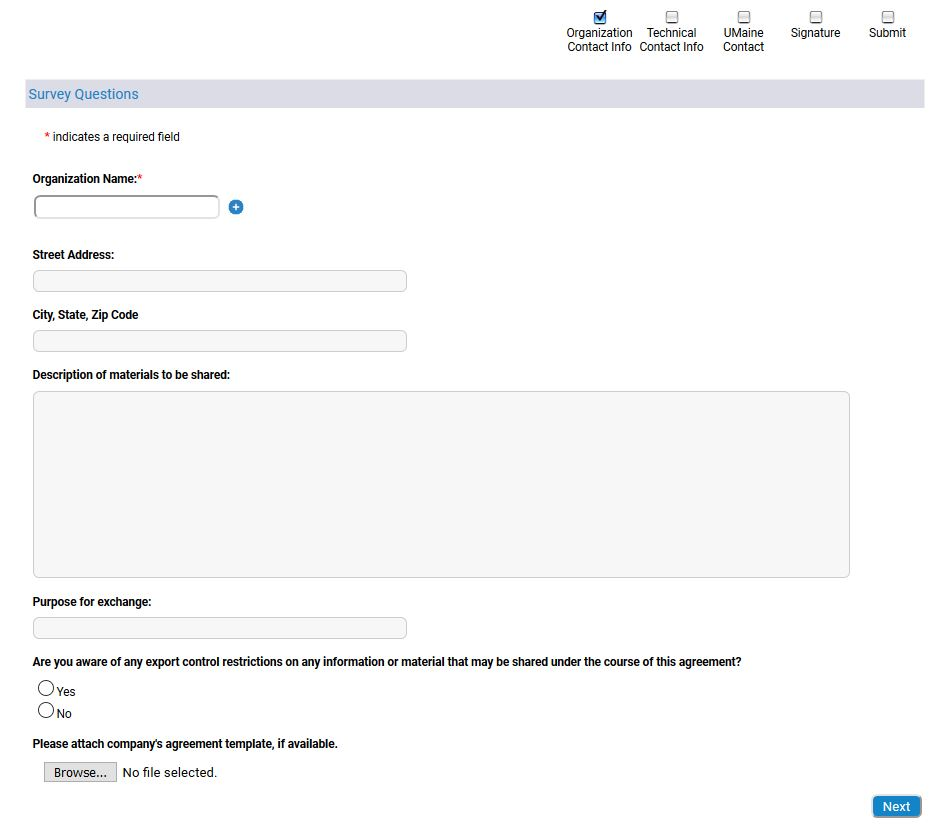 Organization Contact Info
Technical Contact Info
UMaine Contact
Signature
Submit
Survey Questions
* indicates a required field
Organization Name:*
Street Address:
City, State, Zip Code
Description of materials to be shared:
Purpose for exchange:
Are you aware of any export control restrictions on any information or material that may be shared under the course of this agreement?
Yes
No
Please attach company's agreement template, if available.
Browse... No file selected.
Next